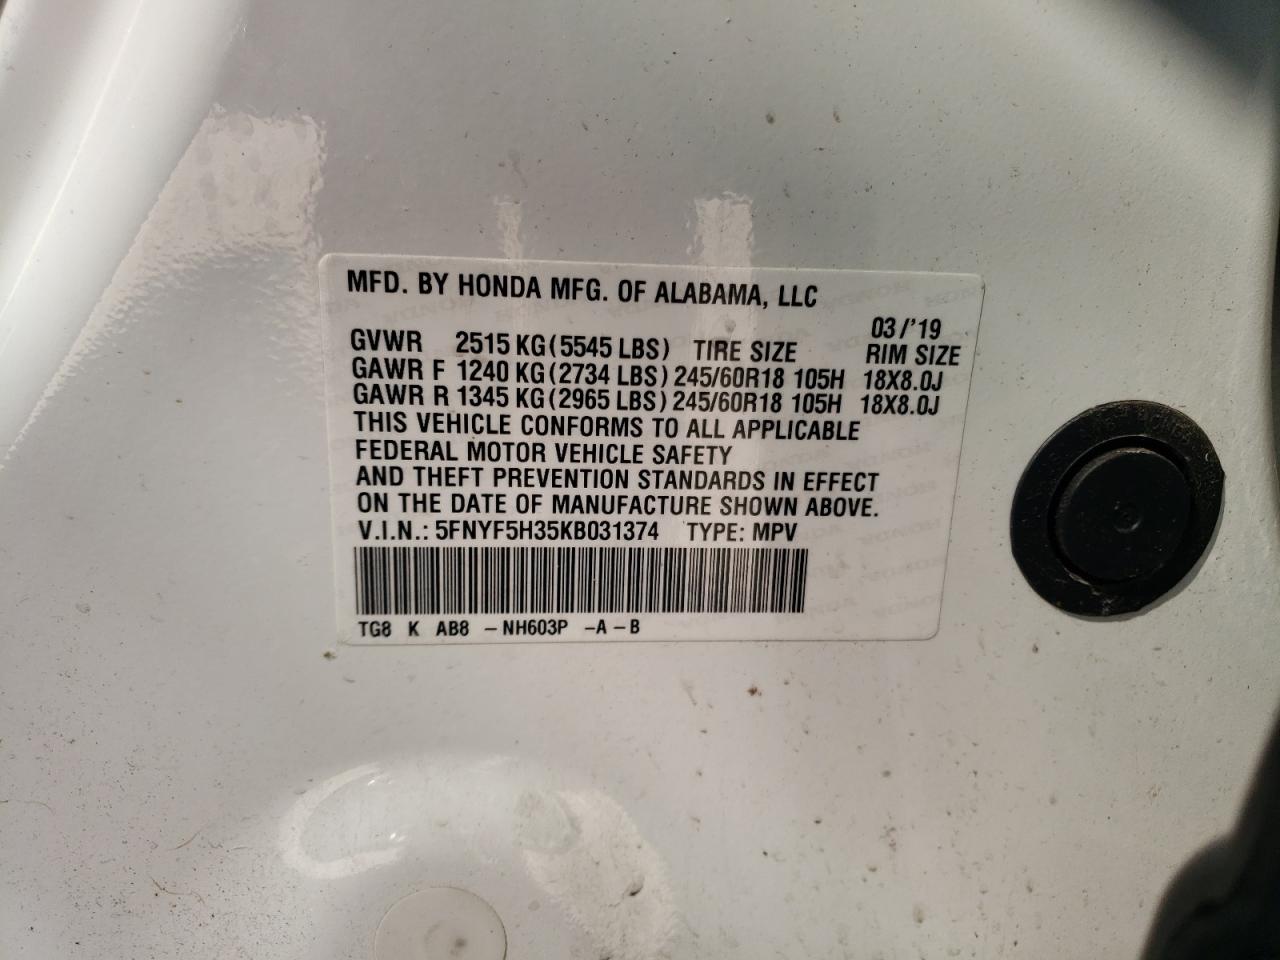 MFD. BY HONDA MFG. OF ALABAMA, LLC
03/'19
GVWR 2515 KG(5545 LBS) TIRE SIZE RIM SIZE
GAWR F 1240 KG(2734 LBS) 245/60R18 105H 18X8.0J
GAWR R 1345 KG(2965 LBS) 245/60R18 105H 18X8.0J
THIS VEHICLE CONFORMS TO ALL APPLICABLE
FEDERAL MOTOR VEHICLE SAFETY
AND THEFT PREVENTION STANDARDS IN EFFECT
ON THE DATE OF MANUFACTURE SHOWN ABOVE.
V.I.N.: 5FNYF5H35KB031374 TYPE: MPV
TG8 K AB8 -NH603P -A-B